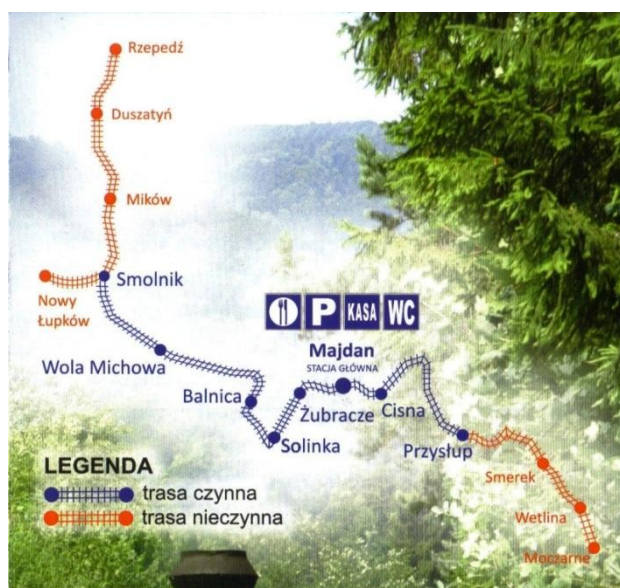 Rzepedź
Duszatyń
Mików
Smolnik
Nowy
Łupków
P KASA WC
Majdan
STACJA GŁÓWNA
Wola Michowa
Balnica
Żubracze
Cisna
Solinka
Przysłup
Smerek
Wetlina
Moczarne
LEGENDA
trasa czynna
trasa nieczynna